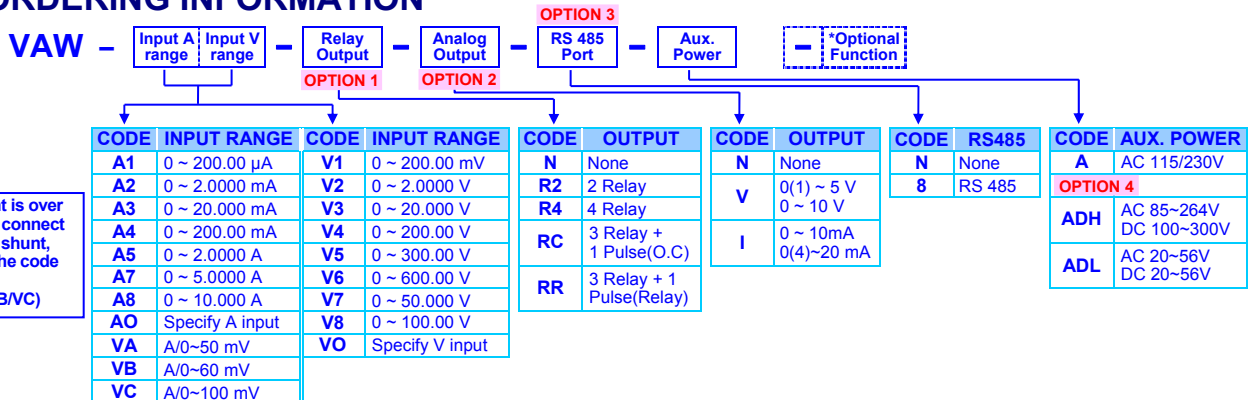 ORDERING INFORMATION
OPTION 3
VAW – Input A range Input V range – Relay Output – Analog Output – RS 485 Port – Aux. Power – *Optional Function
OPTION 1 OPTION 2
CODE INPUT RANGE CODE INPUT RANGE CODE OUTPUT CODE OUTPUT CODE RS485 CODE AUX. POWER
A1 0 ~ 200.00 µA V1 0 ~ 200.00 mV N None N None N None A AC 115/230V
A2 0 ~ 2.0000 mA V2 0 ~ 2.0000 V R2 2 Relay V 0(1) ~ 5 V 0 ~ 10 V 8 RS 485 OPTION 4
A3 0 ~ 20.000 mA V3 0 ~ 20.000 V R4 4 Relay ADH AC 85~264V DC 100~300V
A4 0 ~ 200.00 mA V4 0 ~ 200.00 V RC 3 Relay + 1 Pulse(O.C) I 0 ~ 10mA 0(4)~20 mA
A5 0 ~ 2.0000 A V5 0 ~ 300.00 V ADL AC 20~56V DC 20~56V
A7 0 ~ 5.0000 A V6 0 ~ 600.00 V RR 3 Relay + 1 Pulse(Relay)
A8 0 ~ 10.000 A V7 0 ~ 50.000 V
AO Specify A input V8 0 ~ 100.00 V
VA A/0~50 mV VO Specify V input
VB A/0~60 mV
VC A/0~100 mV
t is over
connect
shunt,
he code
B/VC)